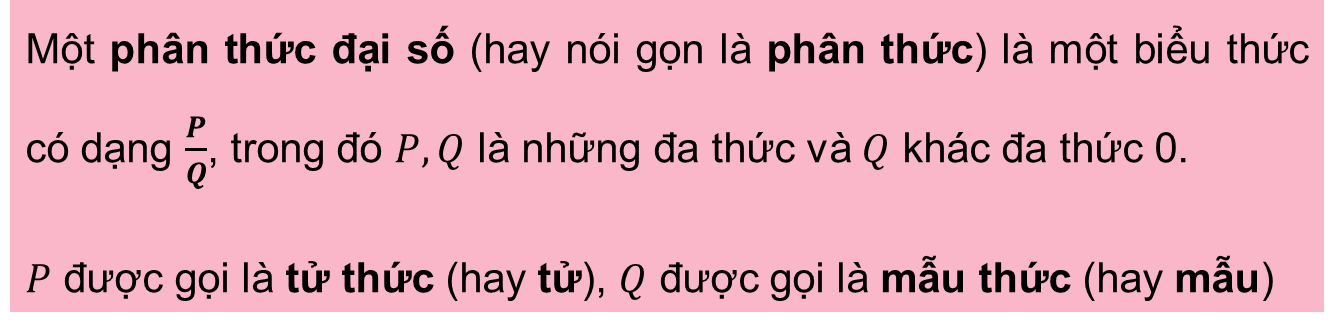 Một phân thức đại số (hay nói gọn là phân thức) là một biểu thức
có dạng P/Q, trong đó P, Q là những đa thức và Q khác đa thức 0.
P được gọi là tử thức (hay tử), Q được gọi là mẫu thức (hay mẫu)